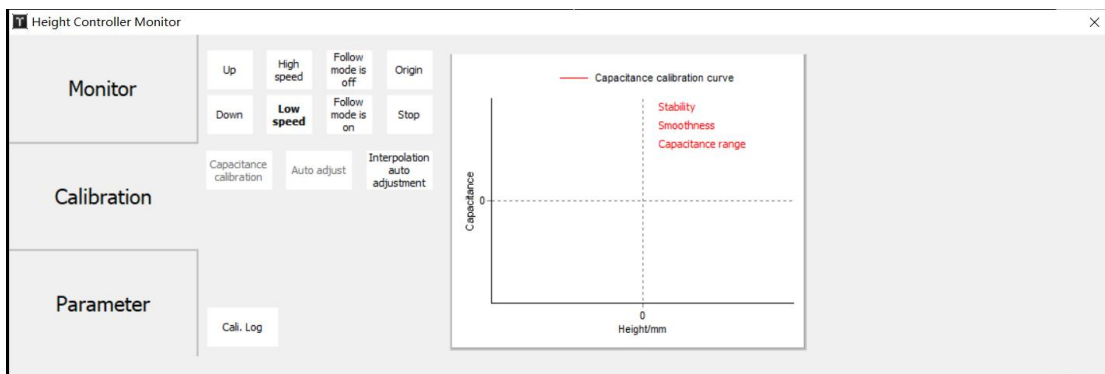 Height Controller Monitor
Monitor
Up
High
speed
Follow
mode is
off
Origin
Down
Low
speed
Follow
mode is
on
Stop
Calibration
Capacitance
calibration
Auto adjust
Interpolation
auto
adjustment
Parameter
Cali. Log
Capacitance calibration curve
Stability
Smoothness
Capacitance range
Capacitance
0
0
Height/mm